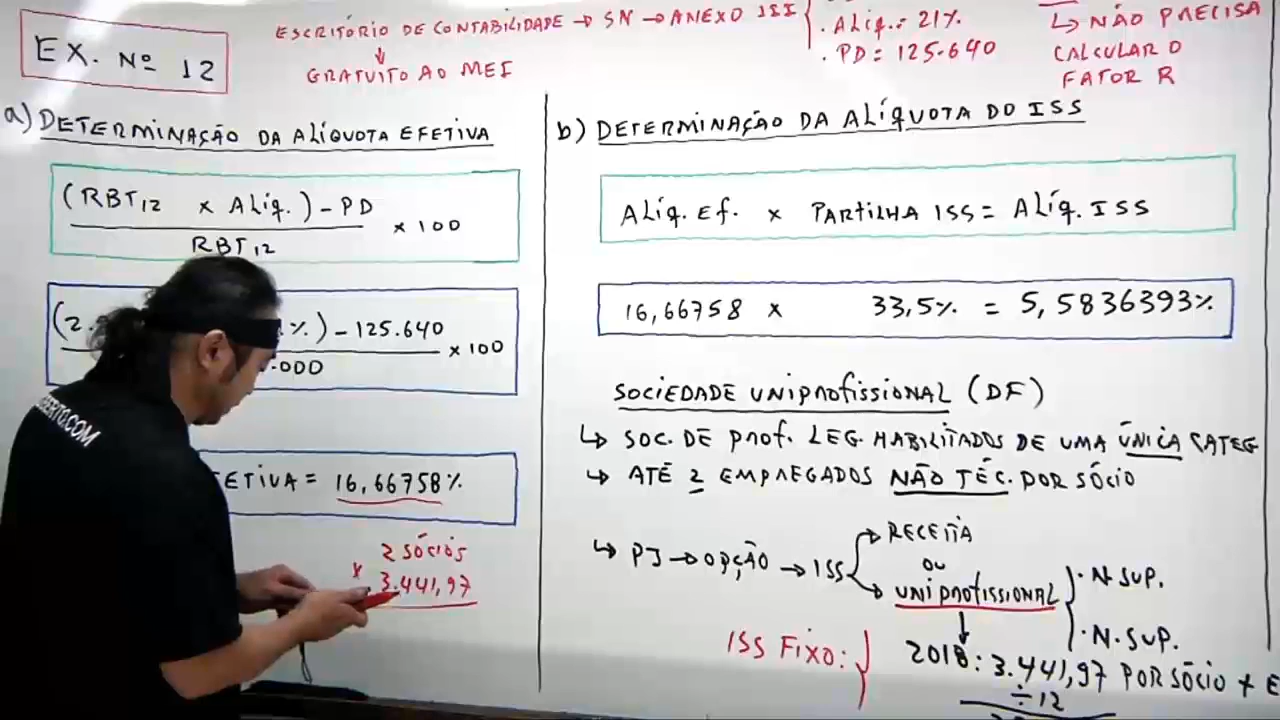 EX. Nº 12
ESCRITÓRIO DE CONTABILIDADE → SN → ANEXO III
↓
GRATUITO AO MEI
. ALíq.: 21%
. PD = 125.640
↳ NÃO PRECISA
CALCULAR O
FATOR R
a) DETERMINAÇÃO DA ALÍQUOTA EFETIVA
(RBT12 x ALíq.) - PD
RBT12
x 100
%) - 125.640
.000
x 100
ETIVA = 16,66758%
2 SÓCIOS
x 3.441,97
b) DETERMINAÇÃO DA ALÍQUOTA DO ISS
ALíq. Ef. x PARTILHA ISS = ALíq. ISS
16,66758 x 33,5% = 5,5836393%
SOCIEDADE UNIPROFISSIONAL (DF)
↳ SOC. DE PROF. LEG. HABILITADOS DE UMA ÚNICA CATEG
↳ ATÉ 2 EMPREGADOS NÃO TÉC. POR SÓCIO
↳ PJ → OPÇÃO → ISS
RECEITA
OU
UNIPROFISSIONAL
. N SUP.
. N. SUP.
↓
ISS FIXO:
2018: 3.441,97 POR SÓCIO + E
÷12
BERTO.COM